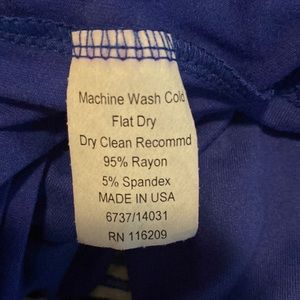 Machine Wash Cold
Flat Dry
Dry Clean Recommd
95% Rayon
5% Spandex
MADE IN USA
6737/14031
RN 116209